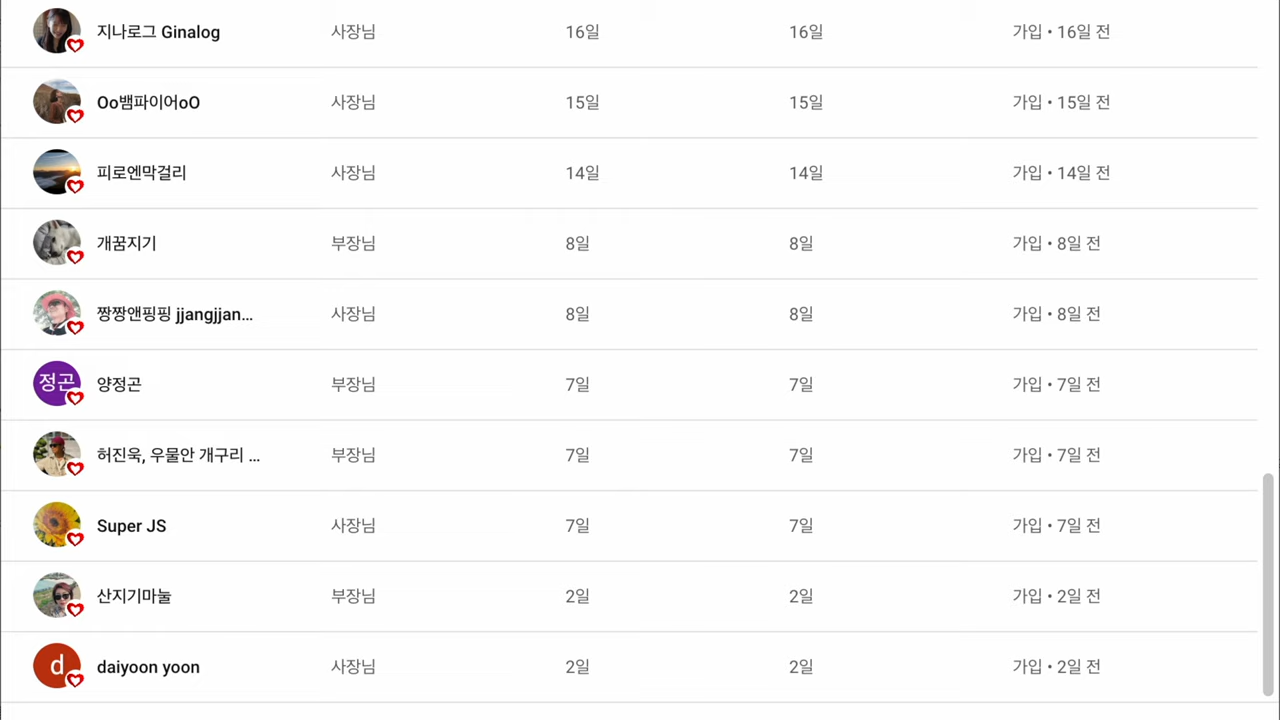 지나로그 Ginalog 사장님 16일 16일 가입 • 16일 전
Oo뱀파이어oO 사장님 15일 15일 가입 • 15일 전
피로엔막걸리 사장님 14일 14일 가입 • 14일 전
개꿈지기 부장님 8일 8일 가입 • 8일 전
짱짱앤핑핑 jjangjjan... 사장님 8일 8일 가입 • 8일 전
정곤 양정곤 부장님 7일 7일 가입 • 7일 전
허진욱, 우물안 개구리 ... 부장님 7일 7일 가입 • 7일 전
Super JS 사장님 7일 7일 가입 • 7일 전
산지기마눌 부장님 2일 2일 가입 • 2일 전
d daiyoon yoon 사장님 2일 2일 가입 • 2일 전